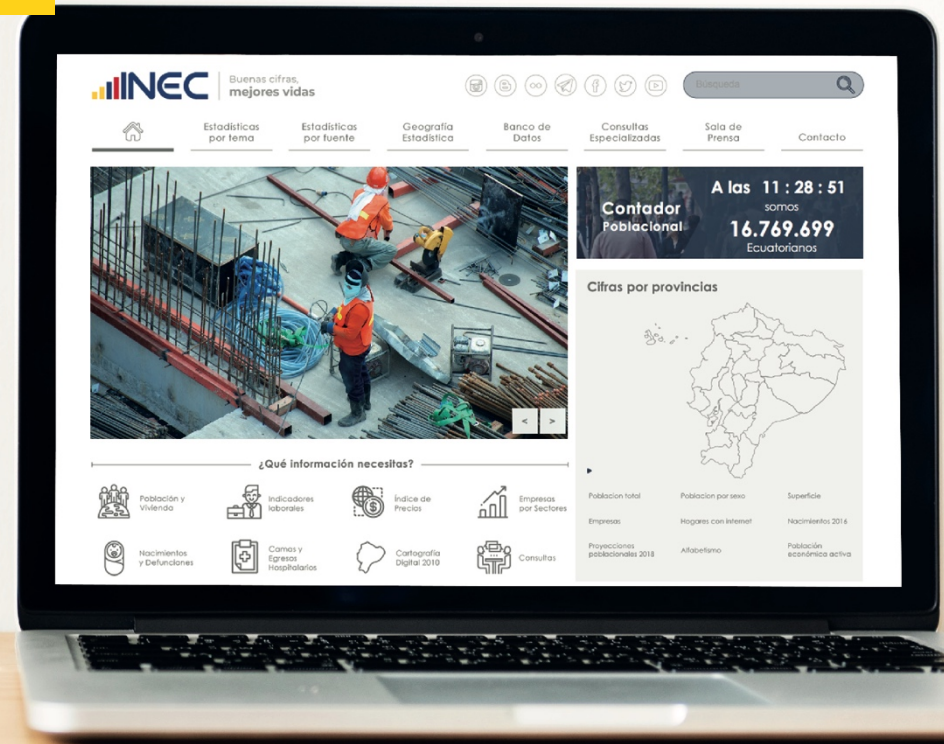 INEC
Buenas cifras,
mejores vidas
Búsqueda
Estadísticas
por tema
Estadísticas
por fuente
Geografía
Estadística
Banco de
Datos
Consultas
Especializadas
Sala de
Prensa
Contacto
Contador
Poblacional
A las 11 : 28 : 51
somos
16.769.699
Ecuatorianos
Cifras por provincias
< >
¿Qué información necesitas?
Población y
Vivienda
Indicadores
laborales
Índice de
Precios
Empresas
por Sectores
Nacimientos
y Defunciones
Camas y
Egresos
Hospitalarios
Cartografía
Digital 2010
Consultas
Poblacion total
Poblacion por sexo
Superficie
Empresas
Hogares con internet
Nacimientos 2016
Proyecciones
poblacionales 2018
Alfabetismo
Población
económica activa